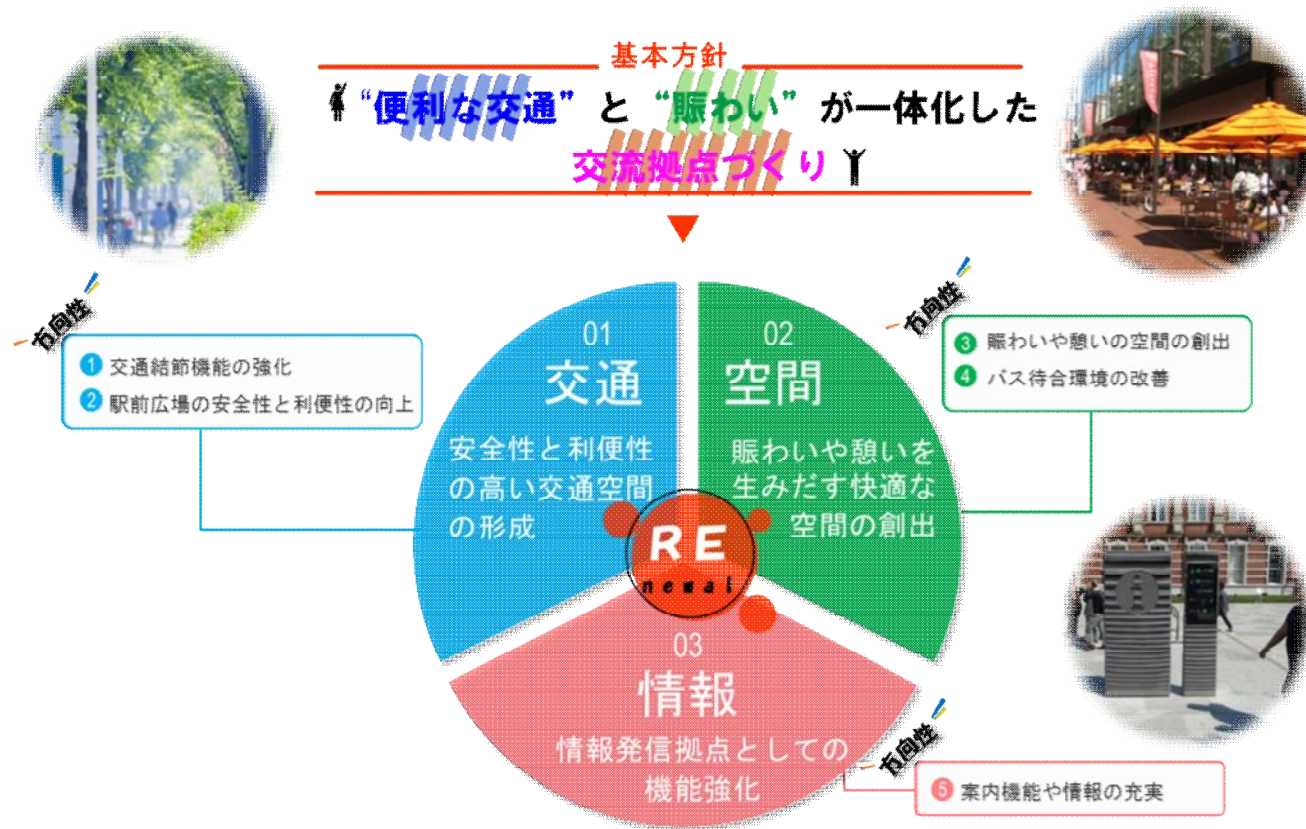 基本方針
“便利な交通”と“賑わい”が一体化した
交流拠点づくり
方向性
❶ 交通結節機能の強化
❷ 駅前広場の安全性と利便性の向上
01
交通
安全性と利便性
の高い交通空間
の形成
方向性
❸ 賑わいや憩いの空間の創出
❹ バス待合環境の改善
02
空間
賑わいや憩いを
生みだす快適な
空間の創出
RE
newal
03
情報
情報発信拠点としての
機能強化
方向性
❺ 案内機能や情報の充実